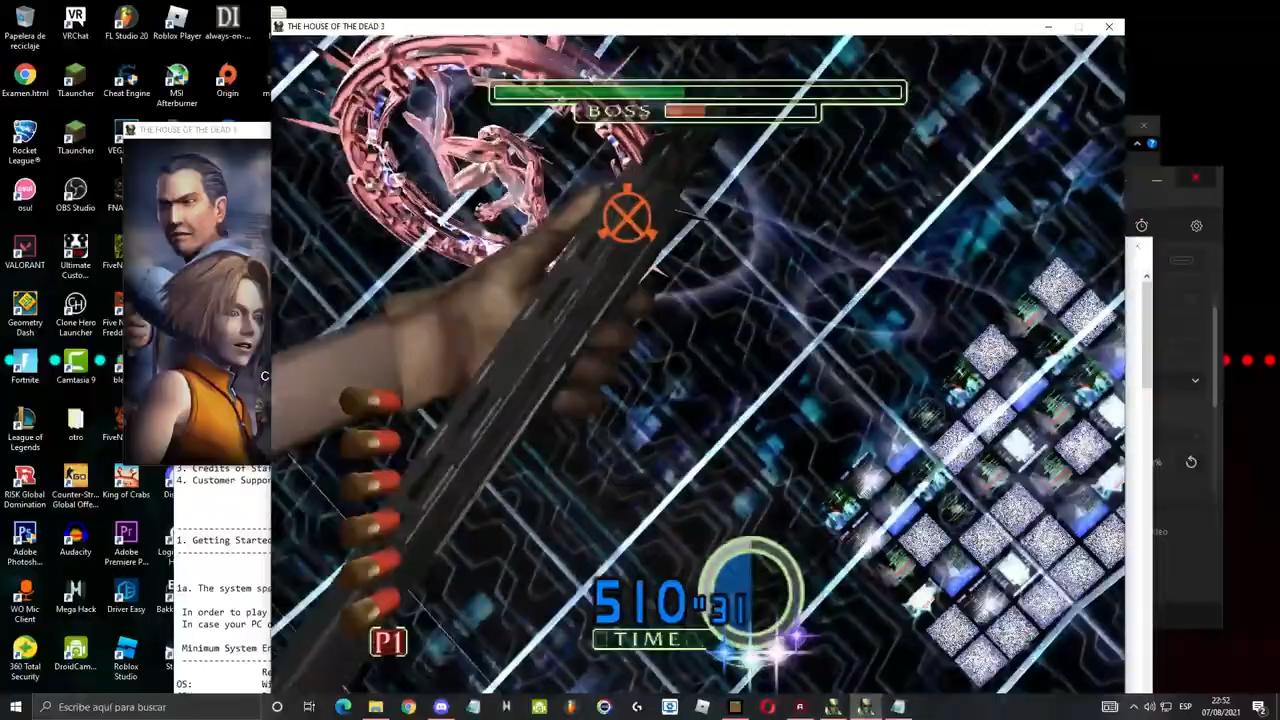 Papelera de reciclaje
VRChat
FL Studio 20
Roblox Player
always-on-...
Examen.html
TLauncher
Cheat Engine
MSI Afterburner
Origin
Rocket League®
TLauncher
osu!
OBS Studio
VALORANT
Ultimate Custo...
Geometry Dash
Clone Hero Launcher
Fortnite
Camtasia 9
League of Legends
otro
RISK Global Domination
Counter-Str... Global Offe...
King of Crabs
Adobe Photosh...
Audacity
Adobe Premiere P...
WO Mic Client
Mega Hack
Driver Easy
360 Total Security
DroidCam...
Roblox Studio
THE HOUSE OF THE DEAD 3
THE HOUSE OF THE DEAD 3
BOSS
510"31
TIME
P1
4. Customer Suppor
1. Getting Started
1a. The system spe
In order to play
In case your PC
Minimum System
OS:
Escribe aquí para buscar
ESP
22:52
07/08/2021